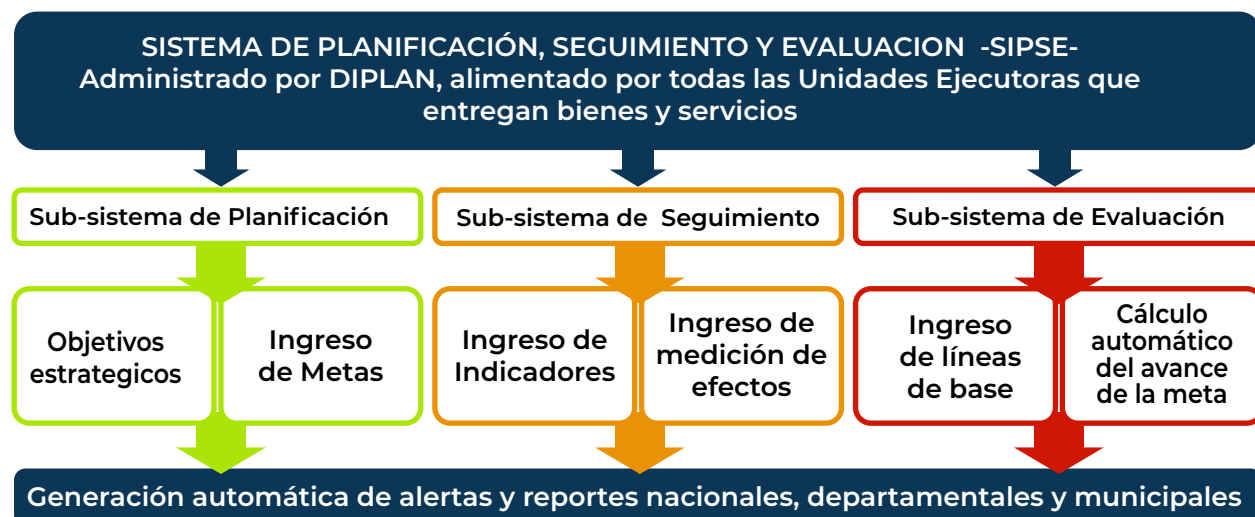 SISTEMA DE PLANIFICACIÓN, SEGUIMIENTO Y EVALUACION -SIPSE-
Administrado por DIPLAN, alimentado por todas las Unidades Ejecutoras que
entregan bienes y servicios
Sub-sistema de Planificación
Sub-sistema de Seguimiento
Sub-sistema de Evaluación
Objetivos
estrategicos
Ingreso
de Metas
Ingreso de
Indicadores
Ingreso de
medición de
efectos
Ingreso
de líneas
de base
Cálculo
automático
del avance
de la meta
Generación automática de alertas y reportes nacionales, departamentales y municipales